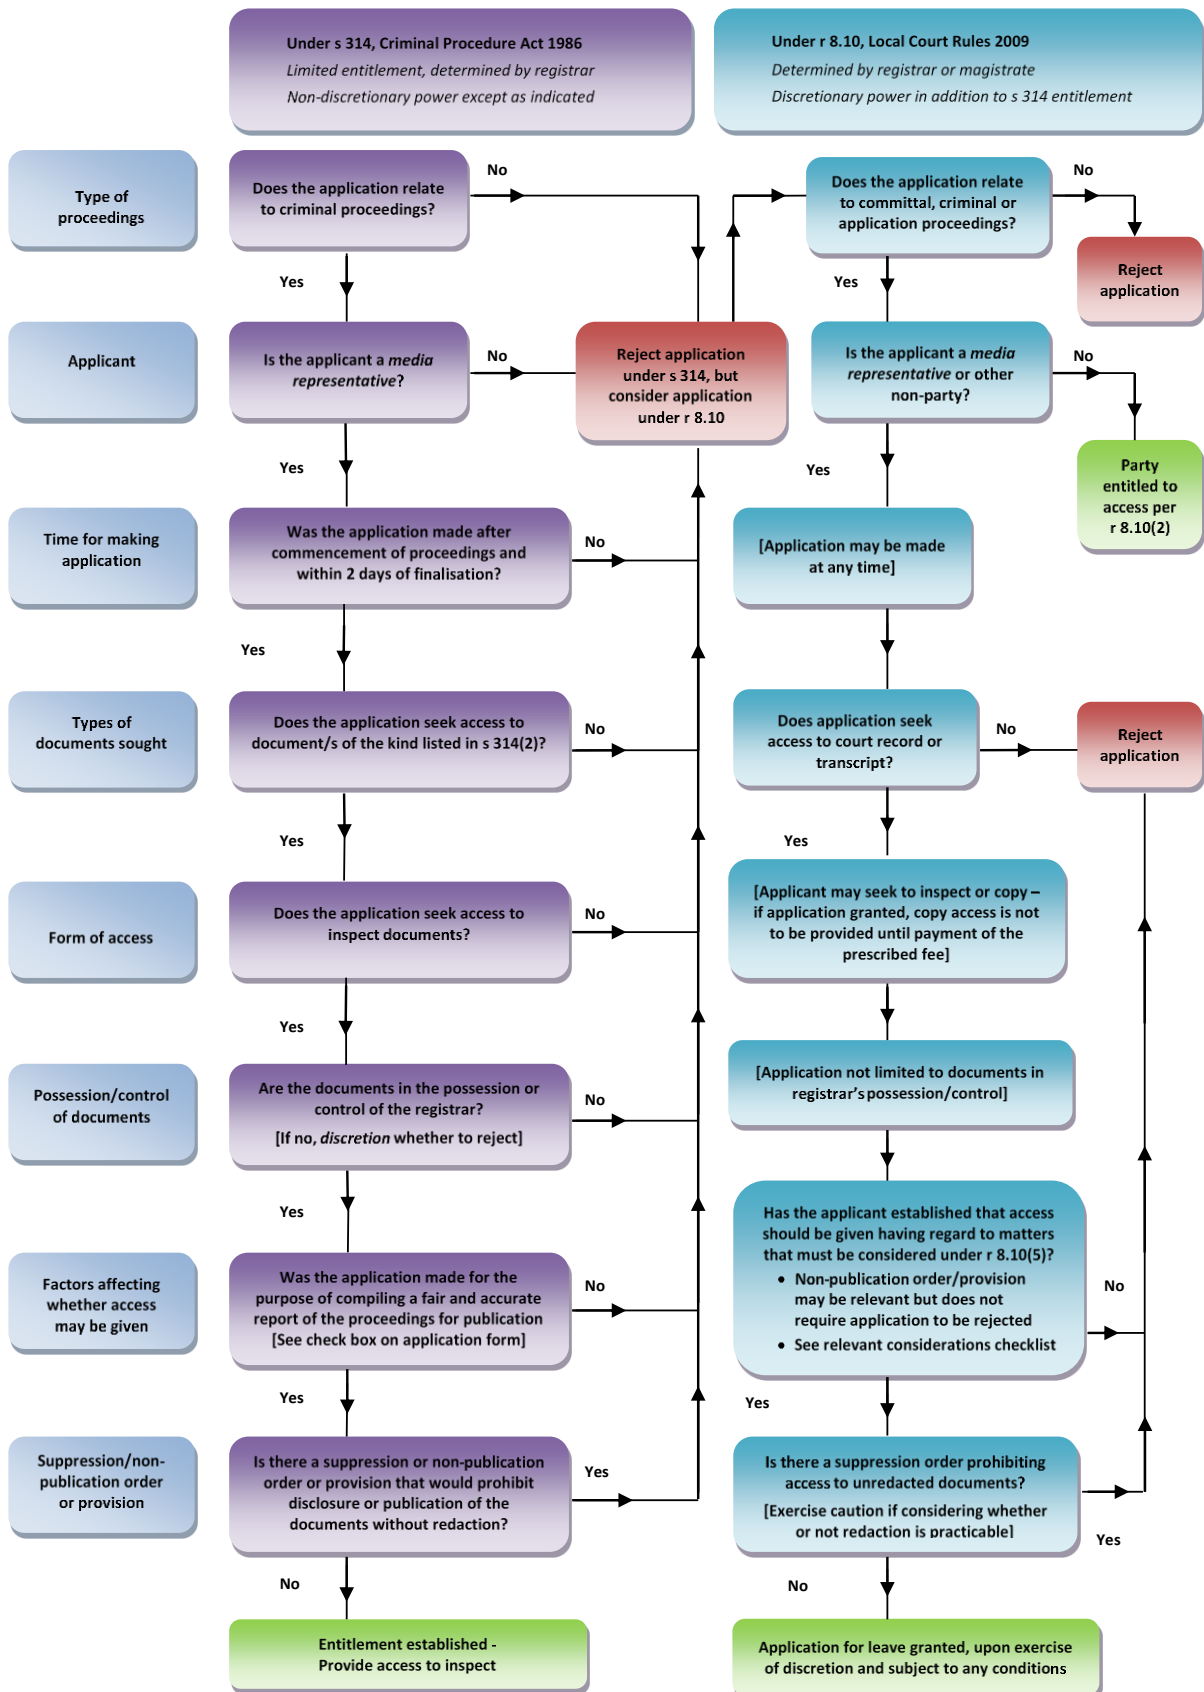 Under s 314, Criminal Procedure Act 1986
Limited entitlement, determined by registrar
Non-discretionary power except as indicated
Under r 8.10, Local Court Rules 2009
Determined by registrar or magistrate
Discretionary power in addition to s 314 entitlement
Type of
proceedings
Does the application relate
to criminal proceedings?
No
Yes
Does the application relate
to committal, criminal or
application proceedings?
No
Yes
Reject
application
Applicant
Is the applicant a media
representative?
No
Yes
Reject application
under s 314, but
consider application
under r 8.10
Is the applicant a media
representative or other
non-party?
No
Yes
Party
entitled to
access per
r 8.10(2)
Time for making
application
Was the application made after
commencement of proceedings and
within 2 days of finalisation?
No
Yes
[Application may be made
at any time]
Types of
documents sought
Does the application seek access to
document/s of the kind listed in s 314(2)?
No
Yes
Does application seek
access to court record or
transcript?
No
Yes
Reject
application
Form of access
Does the application seek access to
inspect documents?
No
Yes
[Applicant may seek to inspect or copy –
if application granted, copy access is not
to be provided until payment of the
prescribed fee]
Possession/control
of documents
Are the documents in the possession or
control of the registrar?
[If no, discretion whether to reject]
No
Yes
[Application not limited to documents in
registrar's possession/control]
Factors affecting
whether access
may be given
Was the application made for the
purpose of compiling a fair and accurate
report of the proceedings for publication
[See check box on application form]
No
Yes
Has the applicant established that access
should be given having regard to matters
that must be considered under r 8.10(5)?
• Non-publication order/provision
may be relevant but does not
require application to be rejected
• See relevant considerations checklist
No
Yes
Suppression/non-
publication order
or provision
Is there a suppression or non-publication
order or provision that would prohibit
disclosure or publication of the
documents without redaction?
Yes
No
Is there a suppression order prohibiting
access to unredacted documents?
[Exercise caution if considering whether
or not redaction is practicable]
Yes
No
Entitlement established -
Provide access to inspect
Application for leave granted, upon exercise
of discretion and subject to any conditions